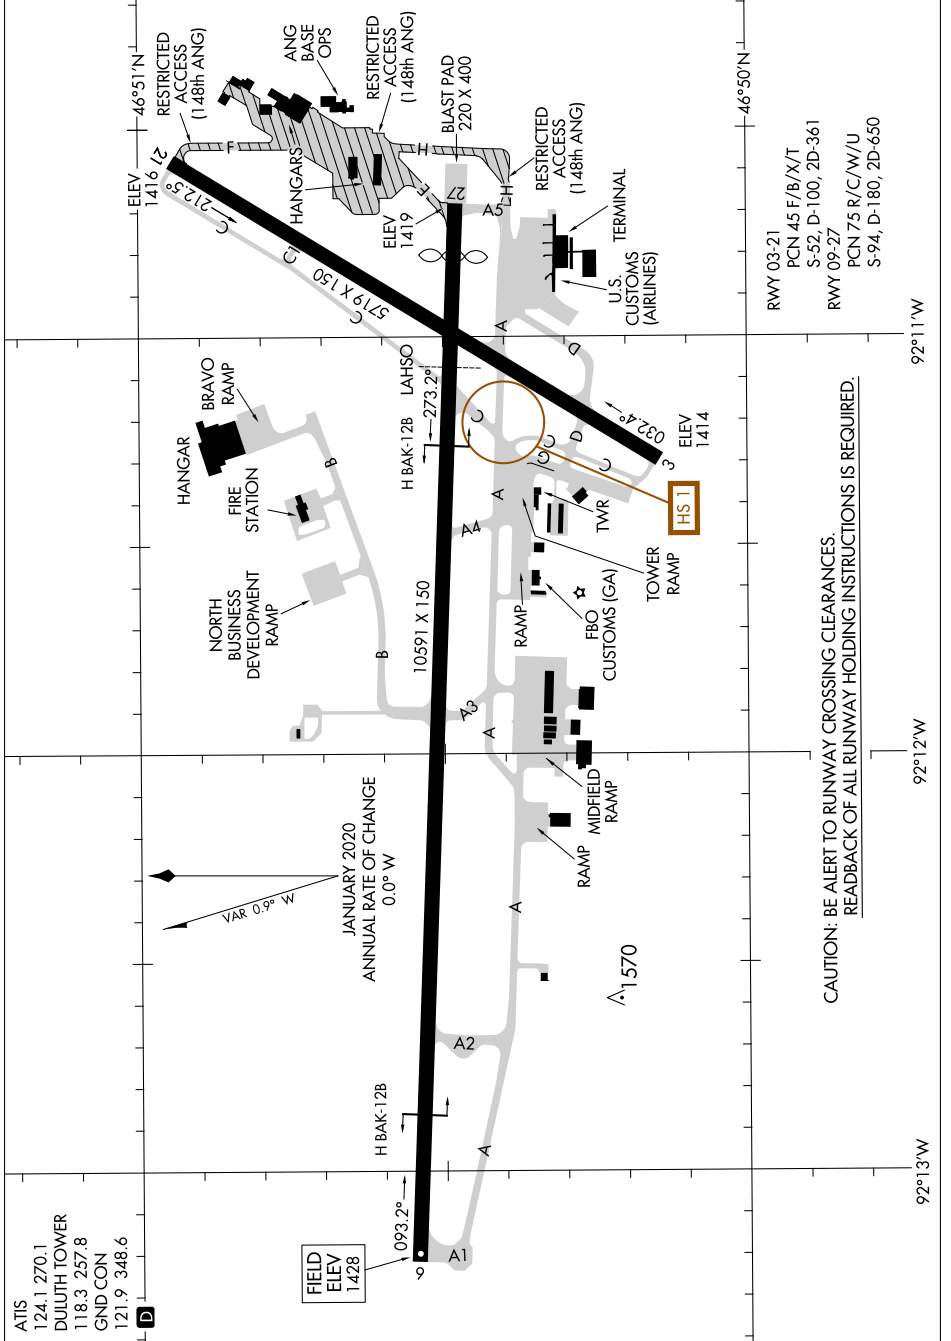 ATIS
124.1 270.1
DULUTH TOWER
118.3 257.8
GND CON
121.9 348.6
D
VAR 0.9° W
JANUARY 2020
ANNUAL RATE OF CHANGE
0.0° W
NORTH
BUSINESS
DEVELOPMENT
RAMP
FIRE
STATION
HANGAR
BRAVO
RAMP
B
B
46°51'N
RESTRICTED
ACCESS
(148th ANG)
ANG
BASE
OPS
RESTRICTED
ACCESS
(148th ANG)
ELEV
1416
21
212.5°
F
HANGARS
C
C
C
5719 X 150
H
E
ELEV
1419
BLAST PAD
220 X 400
27
A5
H
RESTRICTED
ACCESS
(148th ANG)
FIELD
ELEV
1428
9
093.2°
H BAK-12B
10591 X 150
H BAK-12B
273.2°
LAHSO
A1
A
A2
A
A
A3
A4
A
A
C
C
G
C
D
D
032.4°
3
ELEV
1414
HS 1
1570
RAMP
MIDFIELD
RAMP
RAMP
FBO
CUSTOMS (GA)
TOWER
RAMP
TWR
U.S.
CUSTOMS
(AIRLINES)
TERMINAL
46°50'N
RWY 03-21
PCN 45 F/B/X/T
S-52, D-100, 2D-361
RWY 09-27
PCN 75 R/C/W/U
S-94, D-180, 2D-650
CAUTION: BE ALERT TO RUNWAY CROSSING CLEARANCES.
READBACK OF ALL RUNWAY HOLDING INSTRUCTIONS IS REQUIRED.
92°13'W
92°12'W
92°11'W